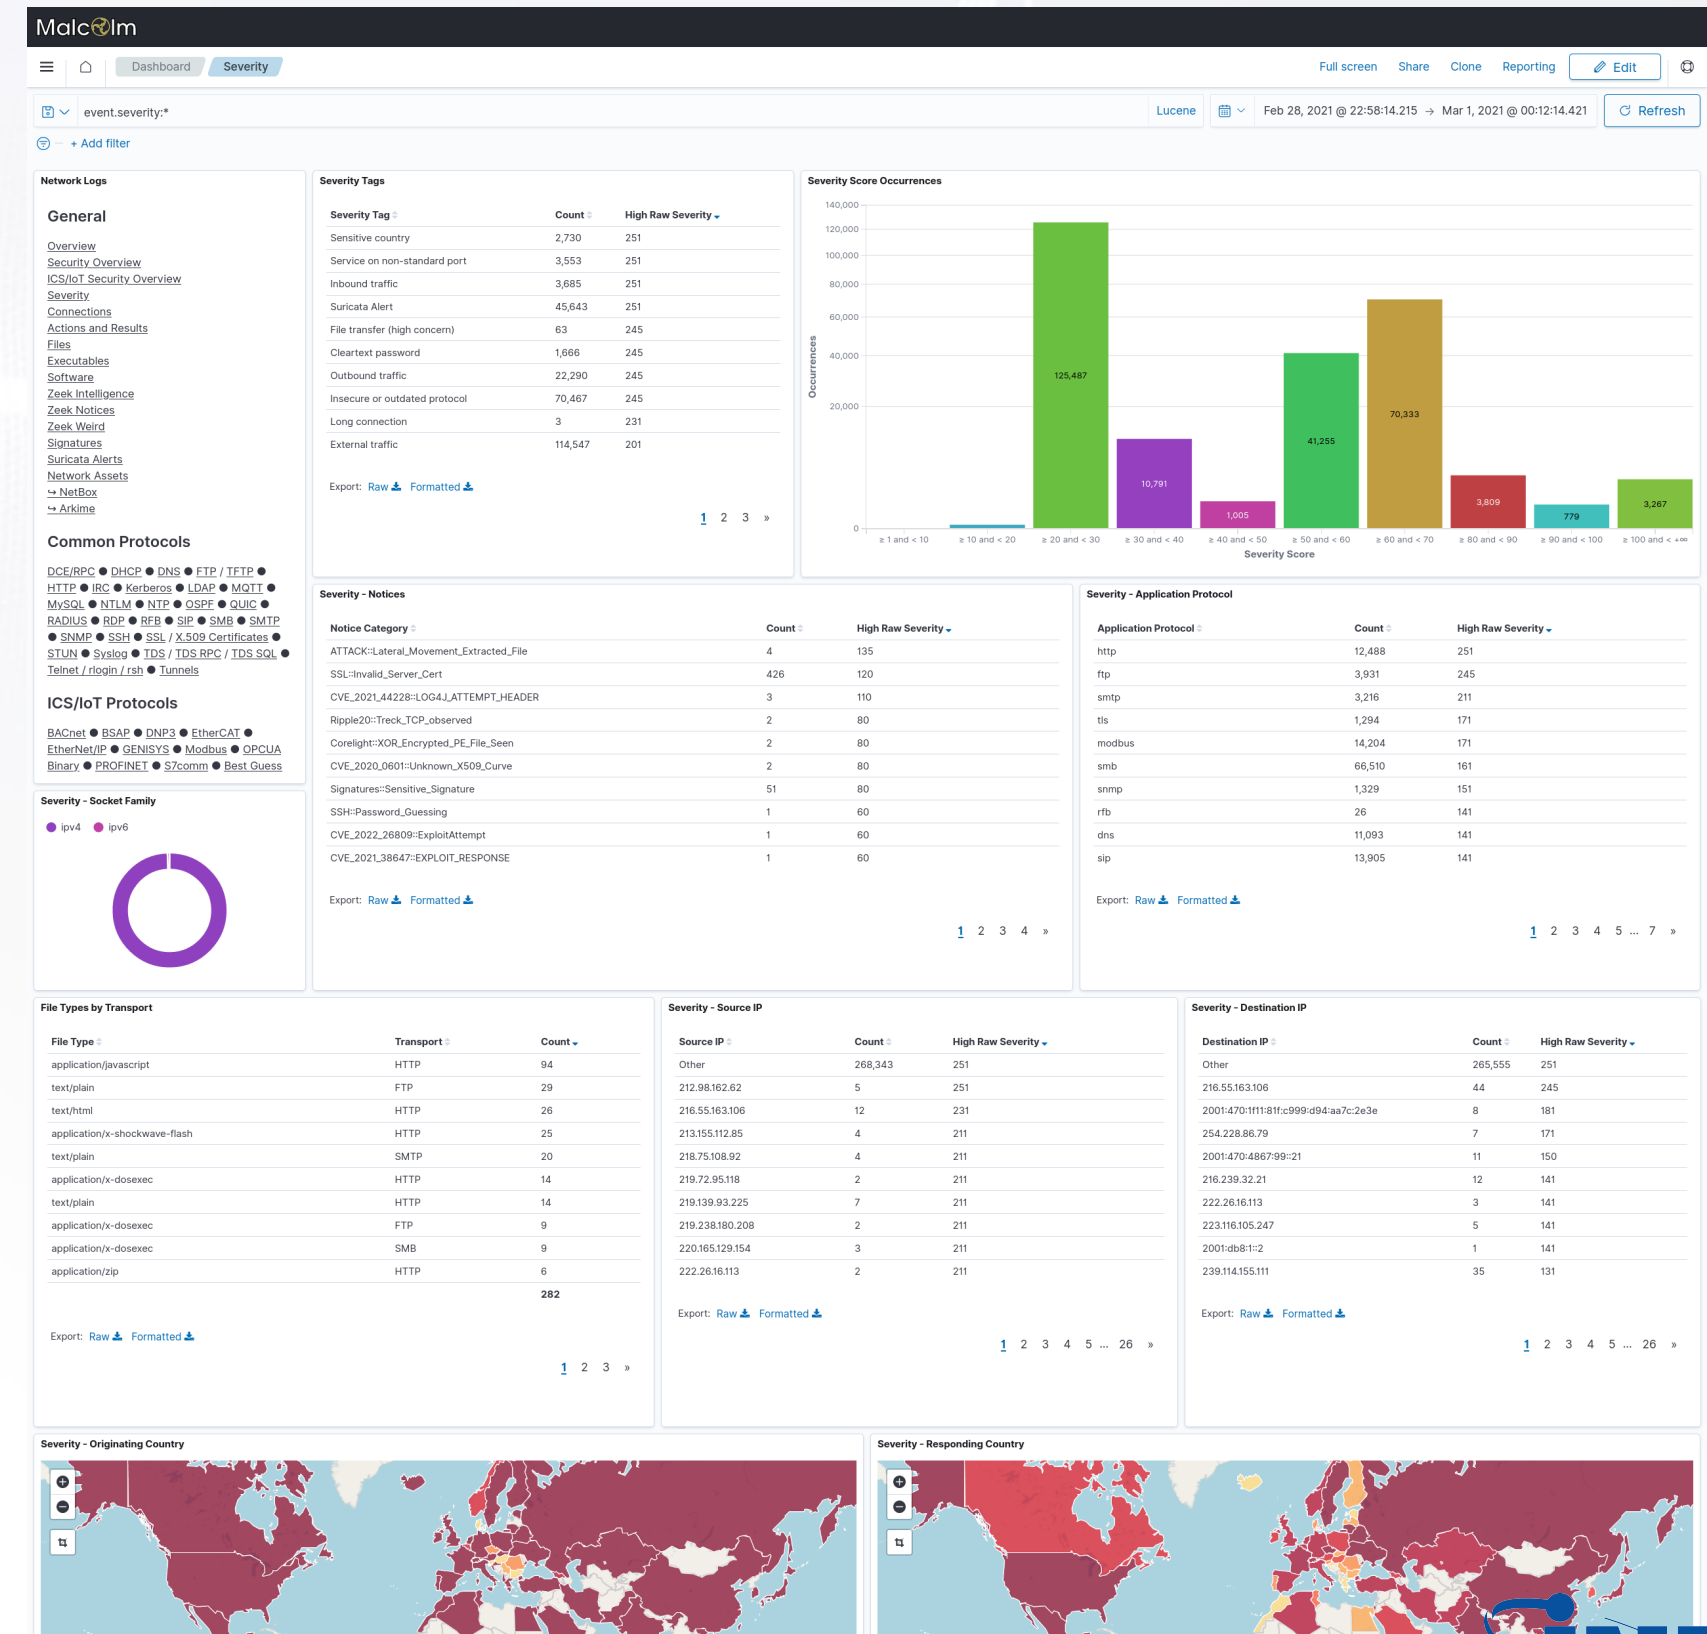 Malcolm
Dashboard Severity Full screen Share Clone Reporting Edit
event.severity:* Lucene Feb 28, 2021 @ 22:58:14.215 → Mar 1, 2021 @ 00:12:14.421 Refresh
+ Add filter
Network Logs
General
Overview
Security Overview
ICS/IoT Security Overview
Severity
Connections
Actions and Results
Files
Executables
Software
Zeek Intelligence
Zeek Notices
Zeek Weird
Signatures
Suricata Alerts
Network Assets
↪ NetBox
↪ Arkime
Common Protocols
DCE/RPC ● DHCP ● DNS ● FTP / TFTP ●
HTTP ● IRC ● Kerberos ● LDAP ● MQTT ●
MySQL ● NTLM ● NTP ● OSPF ● QUIC ●
RADIUS ● RDP ● RFB ● SIP ● SMB ● SMTP
● SNMP ● SSH ● SSL / X.509 Certificates ●
STUN ● Syslog ● TDS / TDS RPC / TDS SQL ●
Telnet / rlogin / rsh ● Tunnels
ICS/IoT Protocols
BACnet ● BSAP ● DNP3 ● EtherCAT ●
EtherNet/IP ● GENISYS ● Modbus ● OPCUA
Binary ● PROFINET ● S7comm ● Best Guess
Severity Tags
Severity Tag Count High Raw Severity
Sensitive country 2,730 251
Service on non-standard port 3,553 251
Inbound traffic 3,685 251
Suricata Alert 45,643 251
File transfer (high concern) 63 245
Cleartext password 1,666 245
Outbound traffic 22,290 245
Insecure or outdated protocol 70,467 245
Long connection 3 231
External traffic 114,547 201
Export: Raw Formatted
1 2 3 »
Severity Score Occurrences
140,000
120,000
100,000
80,000
60,000
40,000
20,000
0
Occurrences
125,487
10,791
1,005
41,255
70,333
3,809
779
3,267
≥ 1 and < 10 ≥ 10 and < 20 ≥ 20 and < 30 ≥ 30 and < 40 ≥ 40 and < 50 ≥ 50 and < 60 ≥ 60 and < 70 ≥ 80 and < 90 ≥ 90 and < 100 ≥ 100 and < +∞
Severity Score
Severity - Notices
Notice Category Count High Raw Severity
ATTACK::Lateral_Movement_Extracted_File 4 135
SSL::Invalid_Server_Cert 426 120
CVE_2021_44228::LOG4J_ATTEMPT_HEADER 3 110
Ripple20::Treck_TCP_observed 2 80
Corelight::XOR_Encrypted_PE_File_Seen 2 80
CVE_2020_0601::Unknown_X509_Curve 2 80
Signatures::Sensitive_Signature 51 80
SSH::Password_Guessing 1 60
CVE_2022_26809::ExploitAttempt 1 60
CVE_2021_38647::EXPLOIT_RESPONSE 1 60
Export: Raw Formatted
1 2 3 4 »
Severity - Application Protocol
Application Protocol Count High Raw Severity
http 12,488 251
ftp 3,931 245
smtp 3,216 211
tls 1,294 171
modbus 14,204 171
smb 66,510 161
snmp 1,329 151
rfb 26 141
dns 11,093 141
sip 13,905 141
Export: Raw Formatted
1 2 3 4 5 ... 7 »
Severity - Socket Family
ipv4 ipv6
File Types by Transport
File Type Transport Count
application/javascript HTTP 94
text/plain FTP 29
text/html HTTP 26
application/x-shockwave-flash HTTP 25
text/plain SMTP 20
application/x-dosexec HTTP 14
text/plain HTTP 14
application/x-dosexec FTP 9
application/x-dosexec SMB 9
application/zip HTTP 6
282
Export: Raw Formatted
1 2 3 »
Severity - Source IP
Source IP Count High Raw Severity
Other 268,343 251
212.98.162.62 5 251
216.55.163.106 12 231
213.155.112.85 4 211
218.75.108.92 4 211
219.72.95.118 2 211
219.139.93.225 7 211
219.238.180.208 2 211
220.165.129.154 3 211
222.26.16.113 2 211
Export: Raw Formatted
1 2 3 4 5 ... 26 »
Severity - Destination IP
Destination IP Count High Raw Severity
Other 265,555 251
216.55.163.106 44 245
2001:470:1f11:81f:c999:d94:aa7c:2e3e 8 181
254.228.86.79 7 171
2001:470:4867:99::21 11 150
216.239.32.21 12 141
222.26.16.113 3 141
223.116.105.247 5 141
2001:db8:1::2 1 141
239.114.155.111 35 131
Export: Raw Formatted
1 2 3 4 5 ... 26 »
Severity - Originating Country
Severity - Responding Country